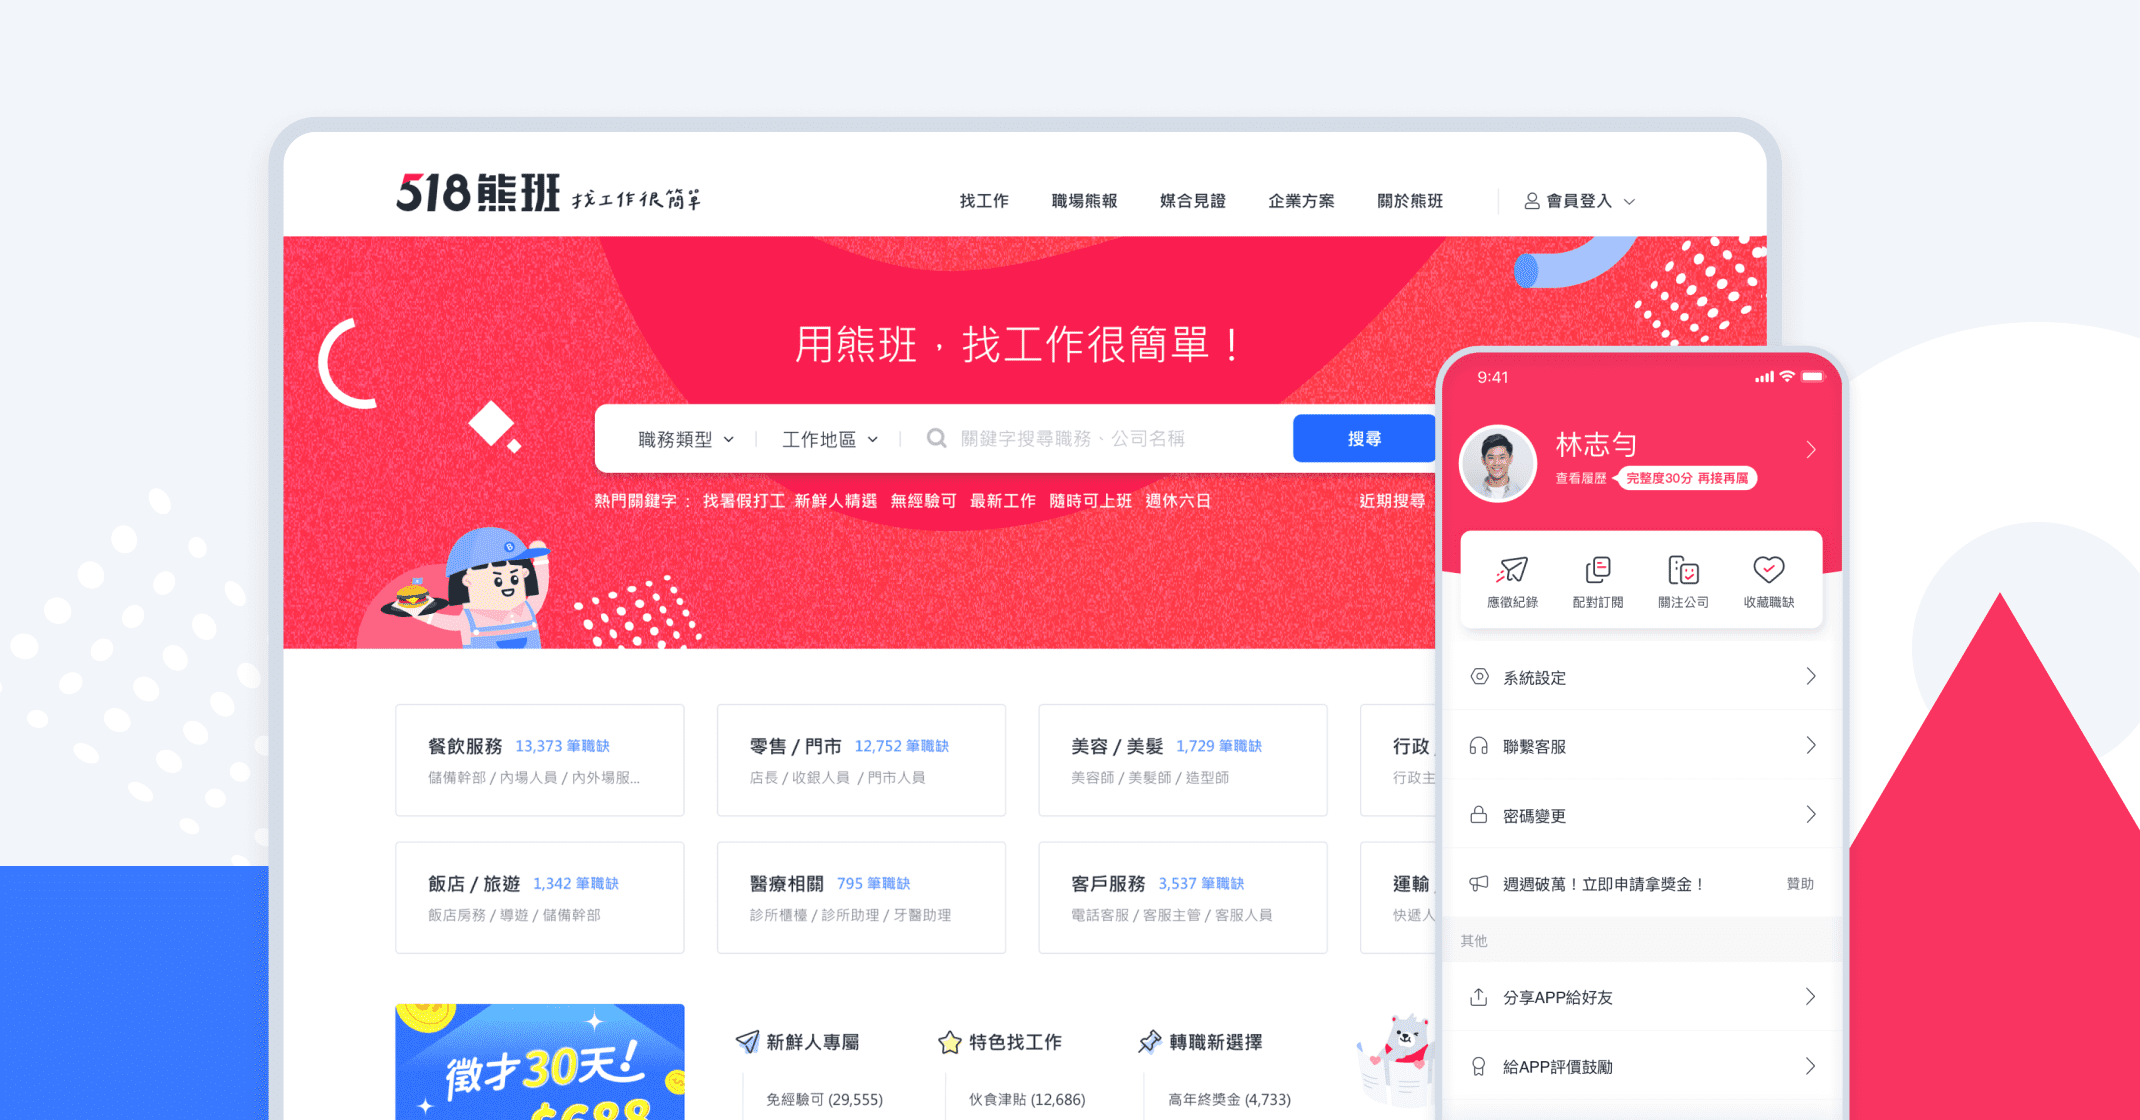 518熊班 找工作很簡單
找工作 職場熊報 媒合見證 企業方案 關於熊班 會員登入
用熊班，找工作很簡單！
職務類型 工作地區 關鍵字搜尋職務、公司名稱 搜尋
熱門關鍵字： 找暑假打工 新鮮人精選 無經驗可 最新工作 隨時可上班 週休六日 近期搜尋
餐飲服務 13,373 筆職缺
儲備幹部 / 內場人員 / 內外場服...
零售 / 門市 12,752 筆職缺
店長 / 收銀人員 / 門市人員
美容 / 美髮 1,729 筆職缺
美容師 / 美髮師 / 造型師
行政
行政主
飯店 / 旅遊 1,342 筆職缺
飯店房務 / 導遊 / 儲備幹部
醫療相關 795 筆職缺
診所櫃檯 / 診所助理 / 牙醫助理
客戶服務 3,537 筆職缺
電話客服 / 客服主管 / 客服人員
運輸
快遞人
徵才30天！
$688
新鮮人專屬
免經驗可 (29,555)
特色找工作
伙食津貼 (12,686)
轉職新選擇
高年終獎金 (4,733)
9:41
林志勻
查看履歷 完整度30分 再接再厲
應徵紀錄 配對訂閱 關注公司 收藏職缺
系統設定
聯繫客服
密碼變更
週週破萬！立即申請拿獎金！ 贊助
其他
分享APP給好友
給APP評價鼓勵